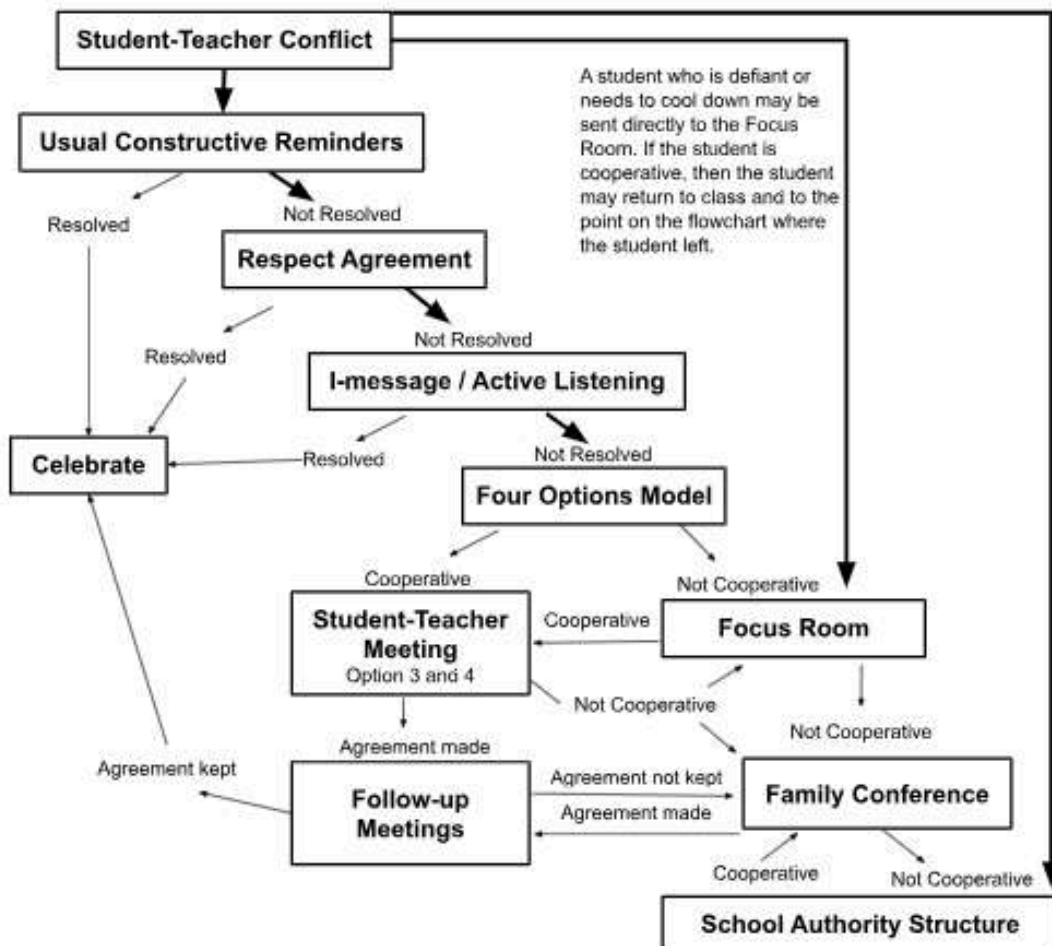 Student-Teacher Conflict
A student who is defiant or
needs to cool down may be
sent directly to the Focus
Room. If the student is
cooperative, then the student
may return to class and to the
point on the flowchart where
the student left.
Usual Constructive Reminders
Resolved
Not Resolved
Respect Agreement
Resolved
Not Resolved
I-message / Active Listening
Celebrate
Resolved
Not Resolved
Four Options Model
Cooperative
Not Cooperative
Student-Teacher
Meeting
Option 3 and 4
Cooperative
Focus Room
Not Cooperative
Not Cooperative
Agreement made
Agreement kept
Follow-up
Meetings
Agreement not kept
Agreement made
Family Conference
Cooperative
Not Cooperative
School Authority Structure